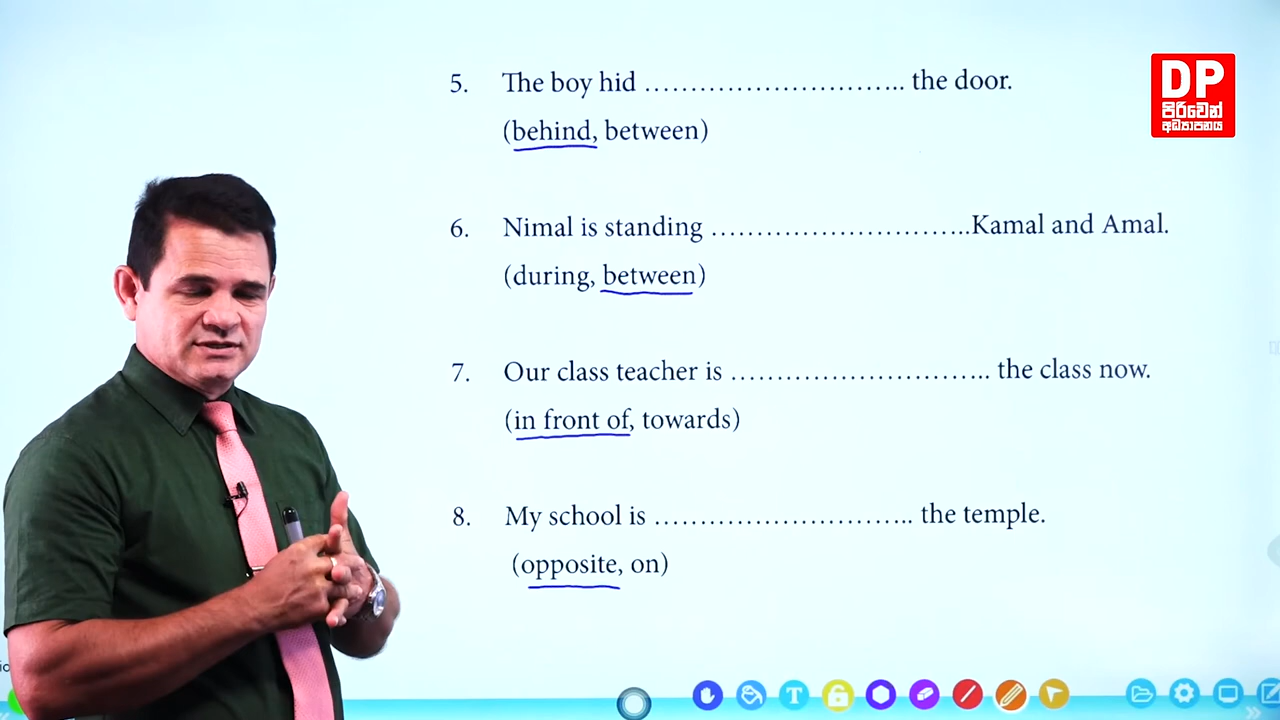 DP
පිරිවෙන්
අධ්‍යාපනය
5. The boy hid ……………………….. the door.
(behind, between)
6. Nimal is standing ………………………..Kamal and Amal.
(during, between)
7. Our class teacher is ……………………….. the class now.
(in front of, towards)
8. My school is ……………………….. the temple.
(opposite, on)